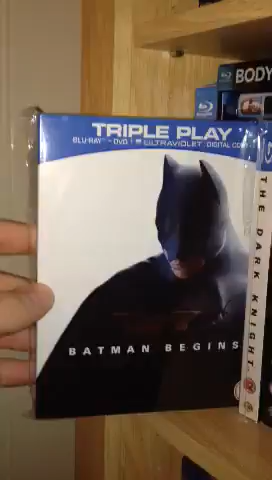 TRIPLE PLAY
BLU-RAY + DVD + ULTRAVIOLET DIGITAL COPY
BATMAN BEGINS
THE DARK KNIGHT
BODY